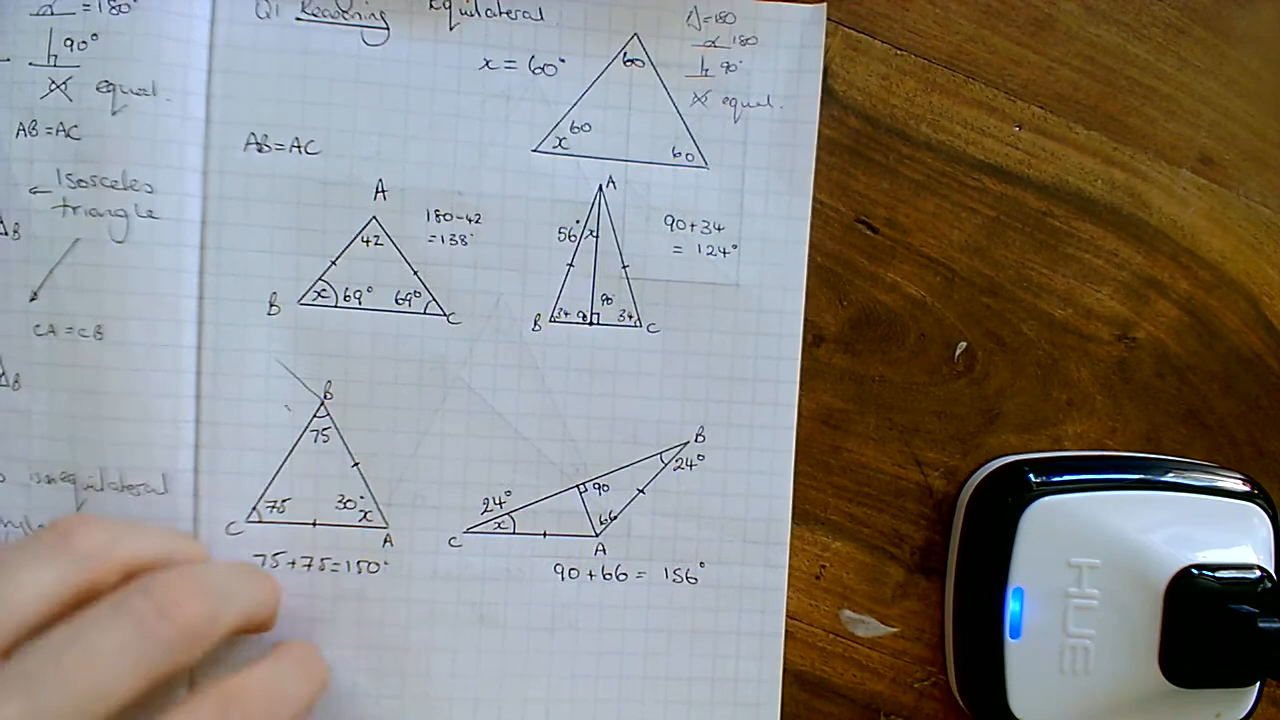 = 180°
90°
equal.
AB = AC
Isosceles
triangle
B
CA = CB
B
Q1 Reasoning Equilateral
x = 60°
60
x 60
60
= 180
180
90°
equal.
AB = AC
A
42
180-42
= 138°
B
x 69° 69°
C
A
56° x
90+34
= 124°
B
34 90
90
34
C
B
75
75 30° x
C
A
75+75=150°
B
24°
90
24°
x
66
C
A
90+66 = 156°
HUE